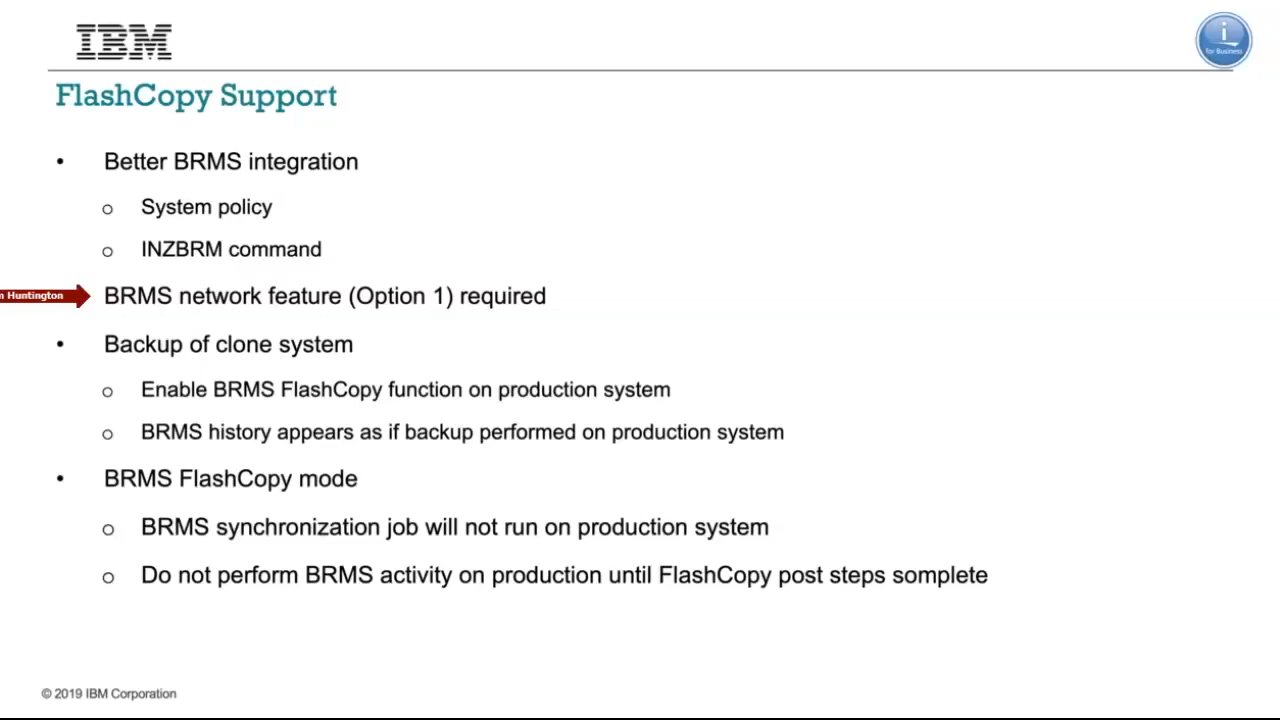 IBM
i
for Business
FlashCopy Support
• Better BRMS integration
o System policy
o INZBRM command
m Huntington
BRMS network feature (Option 1) required
• Backup of clone system
o Enable BRMS FlashCopy function on production system
o BRMS history appears as if backup performed on production system
• BRMS FlashCopy mode
o BRMS synchronization job will not run on production system
o Do not perform BRMS activity on production until FlashCopy post steps somplete
© 2019 IBM Corporation